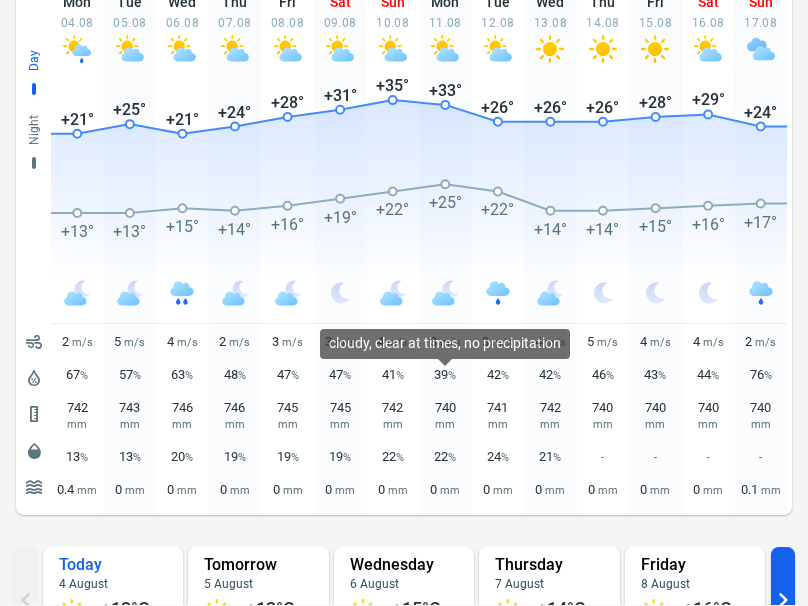 Mon Tue Wed Thu Fri Sat Sun Mon Tue Wed Thu Fri Sat Sun
04.08 05.08 06.08 07.08 08.08 09.08 10.08 11.08 12.08 13.08 14.08 15.08 16.08 17.08
Day
Night
+21° +25° +21° +24° +28° +31° +35° +33° +26° +26° +26° +28° +29° +24°
+13° +13° +15° +14° +16° +19° +22° +25° +22° +14° +14° +15° +16° +17°
cloudy, clear at times, no precipitation
2 m/s 5 m/s 4 m/s 2 m/s 3 m/s 5 m/s 4 m/s 4 m/s 2 m/s
67% 57% 63% 48% 47% 47% 41% 39% 42% 42% 46% 43% 44% 76%
742 743 746 746 745 745 742 740 741 742 740 740 740 740
mm mm mm mm mm mm mm mm mm mm mm mm mm mm
13% 13% 20% 19% 19% 19% 22% 22% 24% 21% - - - -
0.4 mm 0 mm 0 mm 0 mm 0 mm 0 mm 0 mm 0 mm 0 mm 0 mm 0 mm 0 mm 0 mm 0.1 mm
Today Tomorrow Wednesday Thursday Friday
4 August 5 August 6 August 7 August 8 August